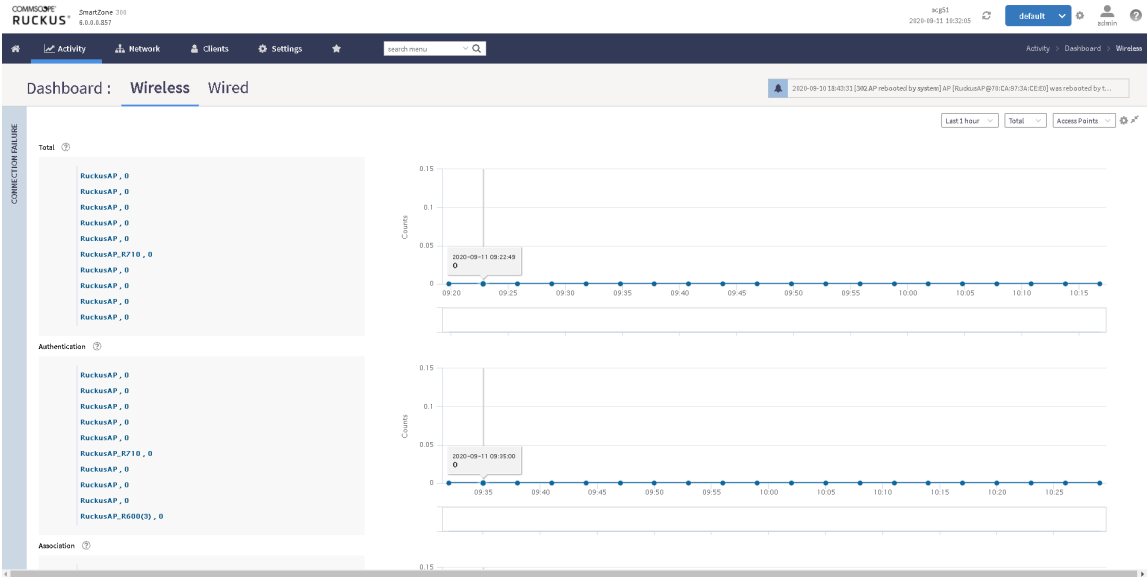 COMMSCOPE®
RUCKUS®
SmartZone 300
6.0.0.0.857
scg51
2020-09-11 10:32:05
default
admin
Activity
Network
Clients
Settings
search menu
Activity > Dashboard > Wireless
Dashboard : Wireless Wired
2020-09-10 18:43:31 [302 AP rebooted by system] AP [RuckusAP@70:CA:97:3A:CE:E0] was rebooted by t...
CONNECTION FAILURE
Last 1 hour
Total
Access Points
Total ?
RuckusAP , 0
RuckusAP , 0
RuckusAP , 0
RuckusAP , 0
RuckusAP , 0
RuckusAP_R710 , 0
RuckusAP , 0
RuckusAP , 0
RuckusAP , 0
RuckusAP , 0
Counts
0.15
0.1
0.05
0
2020-09-11 09:22:49
0
09:20 09:25 09:30 09:35 09:40 09:45 09:50 09:55 10:00 10:05 10:10 10:15
Authentication ?
RuckusAP , 0
RuckusAP , 0
RuckusAP , 0
RuckusAP , 0
RuckusAP , 0
RuckusAP_R710 , 0
RuckusAP , 0
RuckusAP , 0
RuckusAP , 0
RuckusAP_R600(3) , 0
Counts
0.15
0.1
0.05
0
2020-09-11 09:35:00
0
09:35 09:40 09:45 09:50 09:55 10:00 10:05 10:10 10:15 10:20 10:25
Association ?
0.15